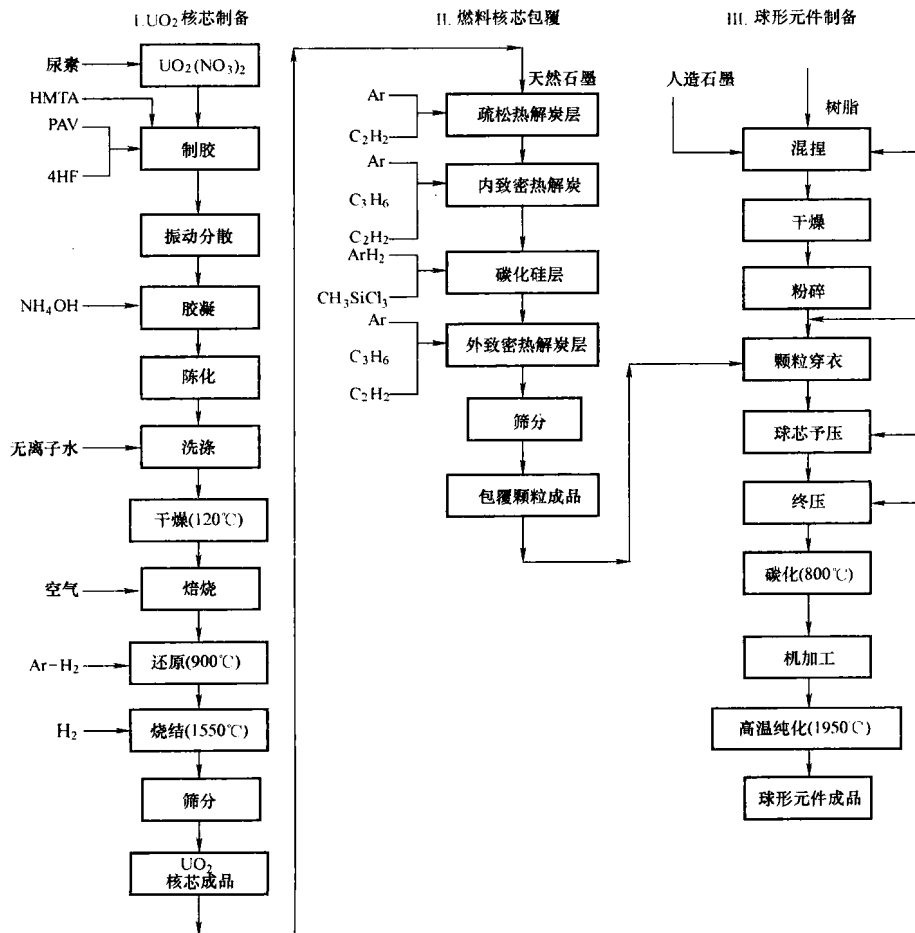 I.UO₂核芯制备
尿素
UO₂(NO₃)₂
HMTA
PAV
4HF
制胶
振动分散
NH₄OH
胶凝
陈化
无离子水
洗涤
干燥(120℃)
空气
焙烧
Ar-H₂
还原(900℃)
H₂
烧结(1550℃)
筛分
UO₂
核芯成品
II. 燃料核芯包覆
天然石墨
Ar
C₂H₂
疏松热解炭层
Ar
C₃H₆
C₂H₂
内致密热解炭
ArH₂
CH₃SiCl₃
碳化硅层
Ar
C₃H₆
C₂H₂
外致密热解炭层
筛分
包覆颗粒成品
III. 球形元件制备
人造石墨
树脂
混捏
干燥
粉碎
颗粒穿衣
球芯予压
终压
碳化(800℃)
机加工
高温纯化(1950℃)
球形元件成品